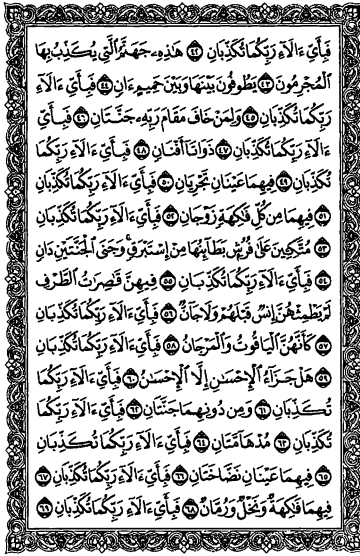 فَبِأَيِّ ءَالَآءِ رَبِّكُمَا تُكَذِّبَانِ ٤٢ هَٰذِهِۦ جَهَنَّمُ ٱلَّتِي يُكَذِّبُ بِهَا
ٱلْمُجْرِمُونَ ٤٣ يَطُوفُونَ بَيْنَهَا وَبَيْنَ حَمِيمٍ ءَانٍ ٤٤ فَبِأَيِّ ءَالَآءِ
رَبِّكُمَا تُكَذِّبَانِ ٤٥ وَلِمَنْ خَافَ مَقَامَ رَبِّهِۦ جَنَّتَانِ ٤٦ فَبِأَيِّ
ءَالَآءِ رَبِّكُمَا تُكَذِّبَانِ ٤٧ ذَوَاتَآ أَفْنَانٍ ٤٨ فَبِأَيِّ ءَالَآءِ رَبِّكُمَا
تُكَذِّبَانِ ٤٩ فِيهِمَا عَيْنَانِ تَجْرِيَانِ ٥٠ فَبِأَيِّ ءَالَآءِ رَبِّكُمَا تُكَذِّبَانِ
٥١ فِيهِمَا مِن كُلِّ فَٰكِهَةٍ زَوْجَانِ ٥٢ فَبِأَيِّ ءَالَآءِ رَبِّكُمَا تُكَذِّبَانِ
٥٣ مُتَّكِـِٔينَ عَلَىٰ فُرُشٍۭ بَطَآئِنُهَا مِنْ إِسْتَبْرَقٍ ۚ وَجَنَى ٱلْجَنَّتَيْنِ دَانٍ
٥٤ فَبِأَيِّ ءَالَآءِ رَبِّكُمَا تُكَذِّبَانِ ٥٥ فِيهِنَّ قَٰصِرَٰتُ ٱلطَّرْفِ
لَمْ يَطْمِثْهُنَّ إِنسٌ قَبْلَهُمْ وَلَا جَآنٌّ ٥٦ فَبِأَيِّ ءَالَآءِ رَبِّكُمَا تُكَذِّبَانِ
٥٧ كَأَنَّهُنَّ ٱلْيَاقُوتُ وَٱلْمَرْجَانُ ٥٨ فَبِأَيِّ ءَالَآءِ رَبِّكُمَا تُكَذِّبَانِ
٥٩ هَلْ جَزَآءُ ٱلْإِحْسَٰنِ إِلَّا ٱلْإِحْسَٰنُ ٦٠ فَبِأَيِّ ءَالَآءِ رَبِّكُمَا
تُكَذِّبَانِ ٦١ وَمِن دُونِهِمَا جَنَّتَانِ ٦٢ فَبِأَيِّ ءَالَآءِ رَبِّكُمَا
تُكَذِّبَانِ ٦٣ مُدْهَآمَّتَانِ ٦٤ فَبِأَيِّ ءَالَآءِ رَبِّكُمَا تُكَذِّبَانِ
٦٥ فِيهِمَا عَيْنَانِ نَضَّاخَتَانِ ٦٦ فَبِأَيِّ ءَالَآءِ رَبِّكُمَا تُكَذِّبَانِ ٦٧
فِيهِمَا فَٰكِهَةٌ وَنَخْلٌ وَرُمَّانٌ ٦٨ فَبِأَيِّ ءَالَآءِ رَبِّكُمَا تُكَذِّبَانِ ٦٩